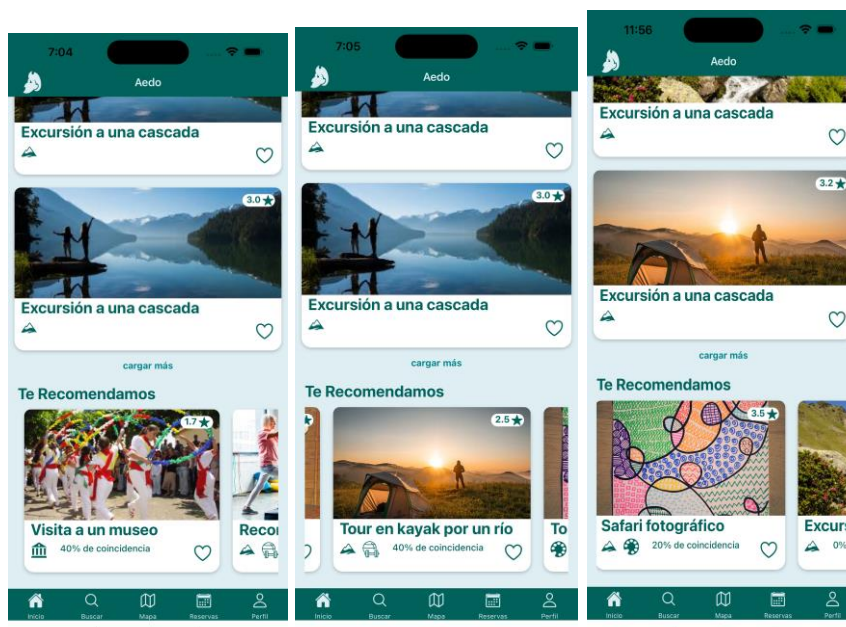 7:04
Aedo
Excursión a una cascada
3.0
Excursión a una cascada
cargar más
Te Recomendamos
1.7
Visita a un museo
40% de coincidencia
Inicio
Buscar
Mapa
Reservas
Perfil
7:05
Aedo
Excursión a una cascada
3.0
Excursión a una cascada
cargar más
Te Recomendamos
2.5
Tour en kayak por un río
To
40% de coincidencia
Inicio
Buscar
Mapa
Reservas
Perfil
11:56
Aedo
Excursión a una cascada
3.2
Excursión a una cascada
cargar más
Te Recomendamos
3.5
Safari fotográfico
Excurs
20% de coincidencia
0%
Inicio
Buscar
Mapa
Reservas
Perfil